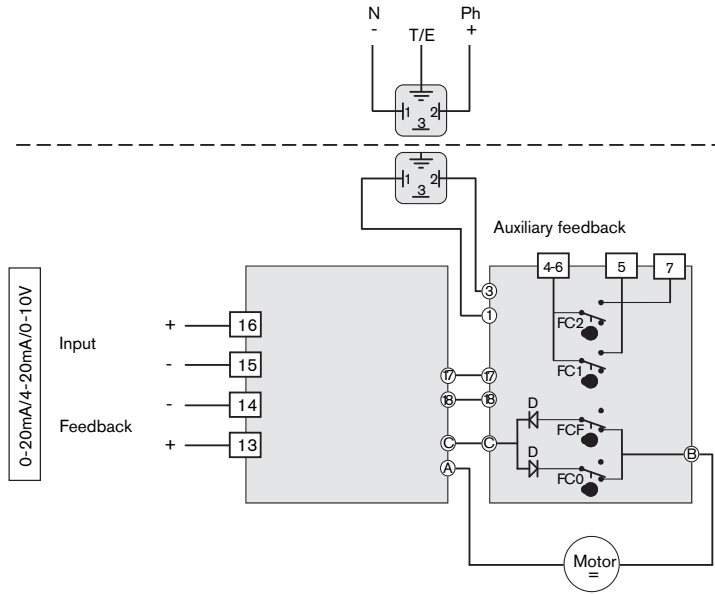 N
-
T/E
Ph
+
1
2
3
1
2
3
Auxiliary feedback
4-6
5
7
3
1
FC2
FC1
0-20mA/4-20mA/0-10V
Input
+
16
-
15
Feedback
-
14
+
13
17
17
18
18
C
C
A
D
FCF
D
FC0
B
Motor
=